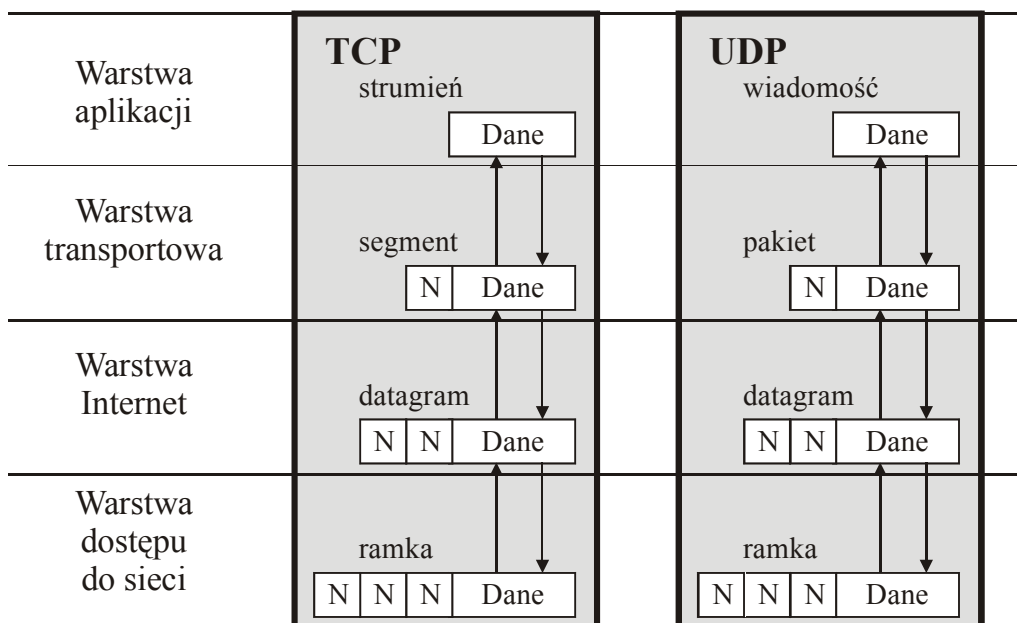 TCP
UDP
Warstwa
aplikacji
strumień
wiadomość
Dane
Dane
Warstwa
transportowa
segment
pakiet
N Dane
N Dane
Warstwa
Internet
datagram
datagram
N N Dane
N N Dane
Warstwa
dostępu
do sieci
ramka
ramka
N N N Dane
N N N Dane